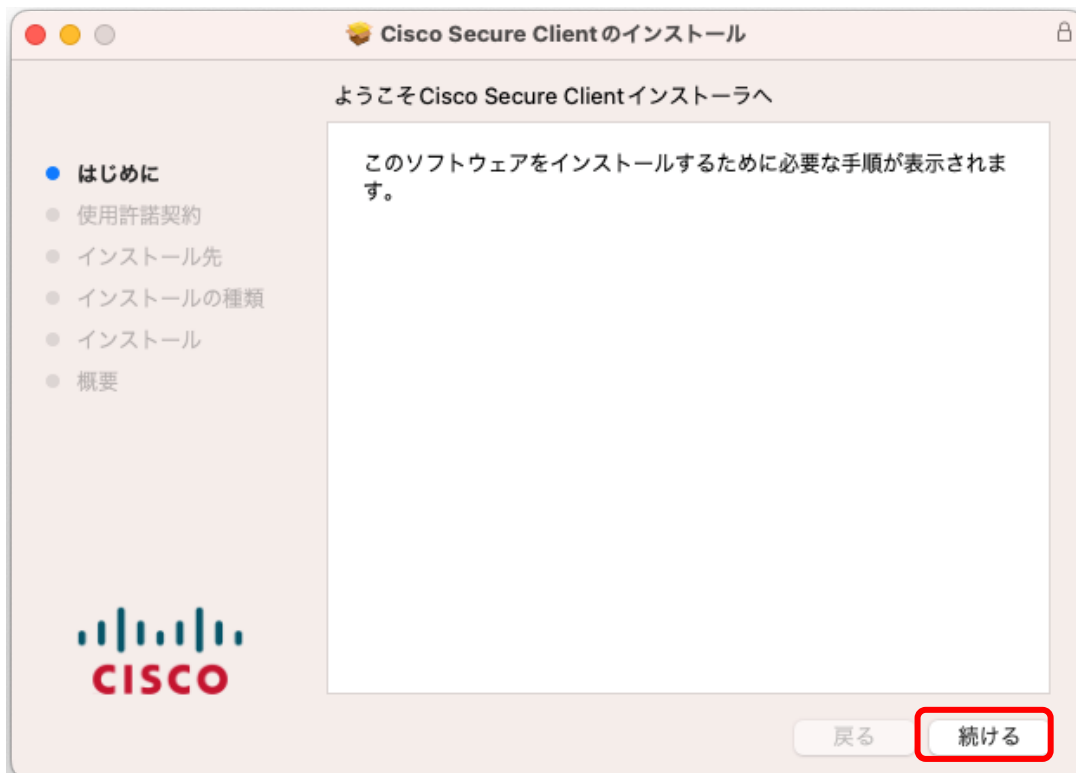 Cisco Secure Clientのインストール
ようこそCisco Secure Clientインストーラへ
このソフトウェアをインストールするために必要な手順が表示されま
す。
はじめに
使用許諾契約
インストール先
インストールの種類
インストール
概要
CISCO
戻る
続ける